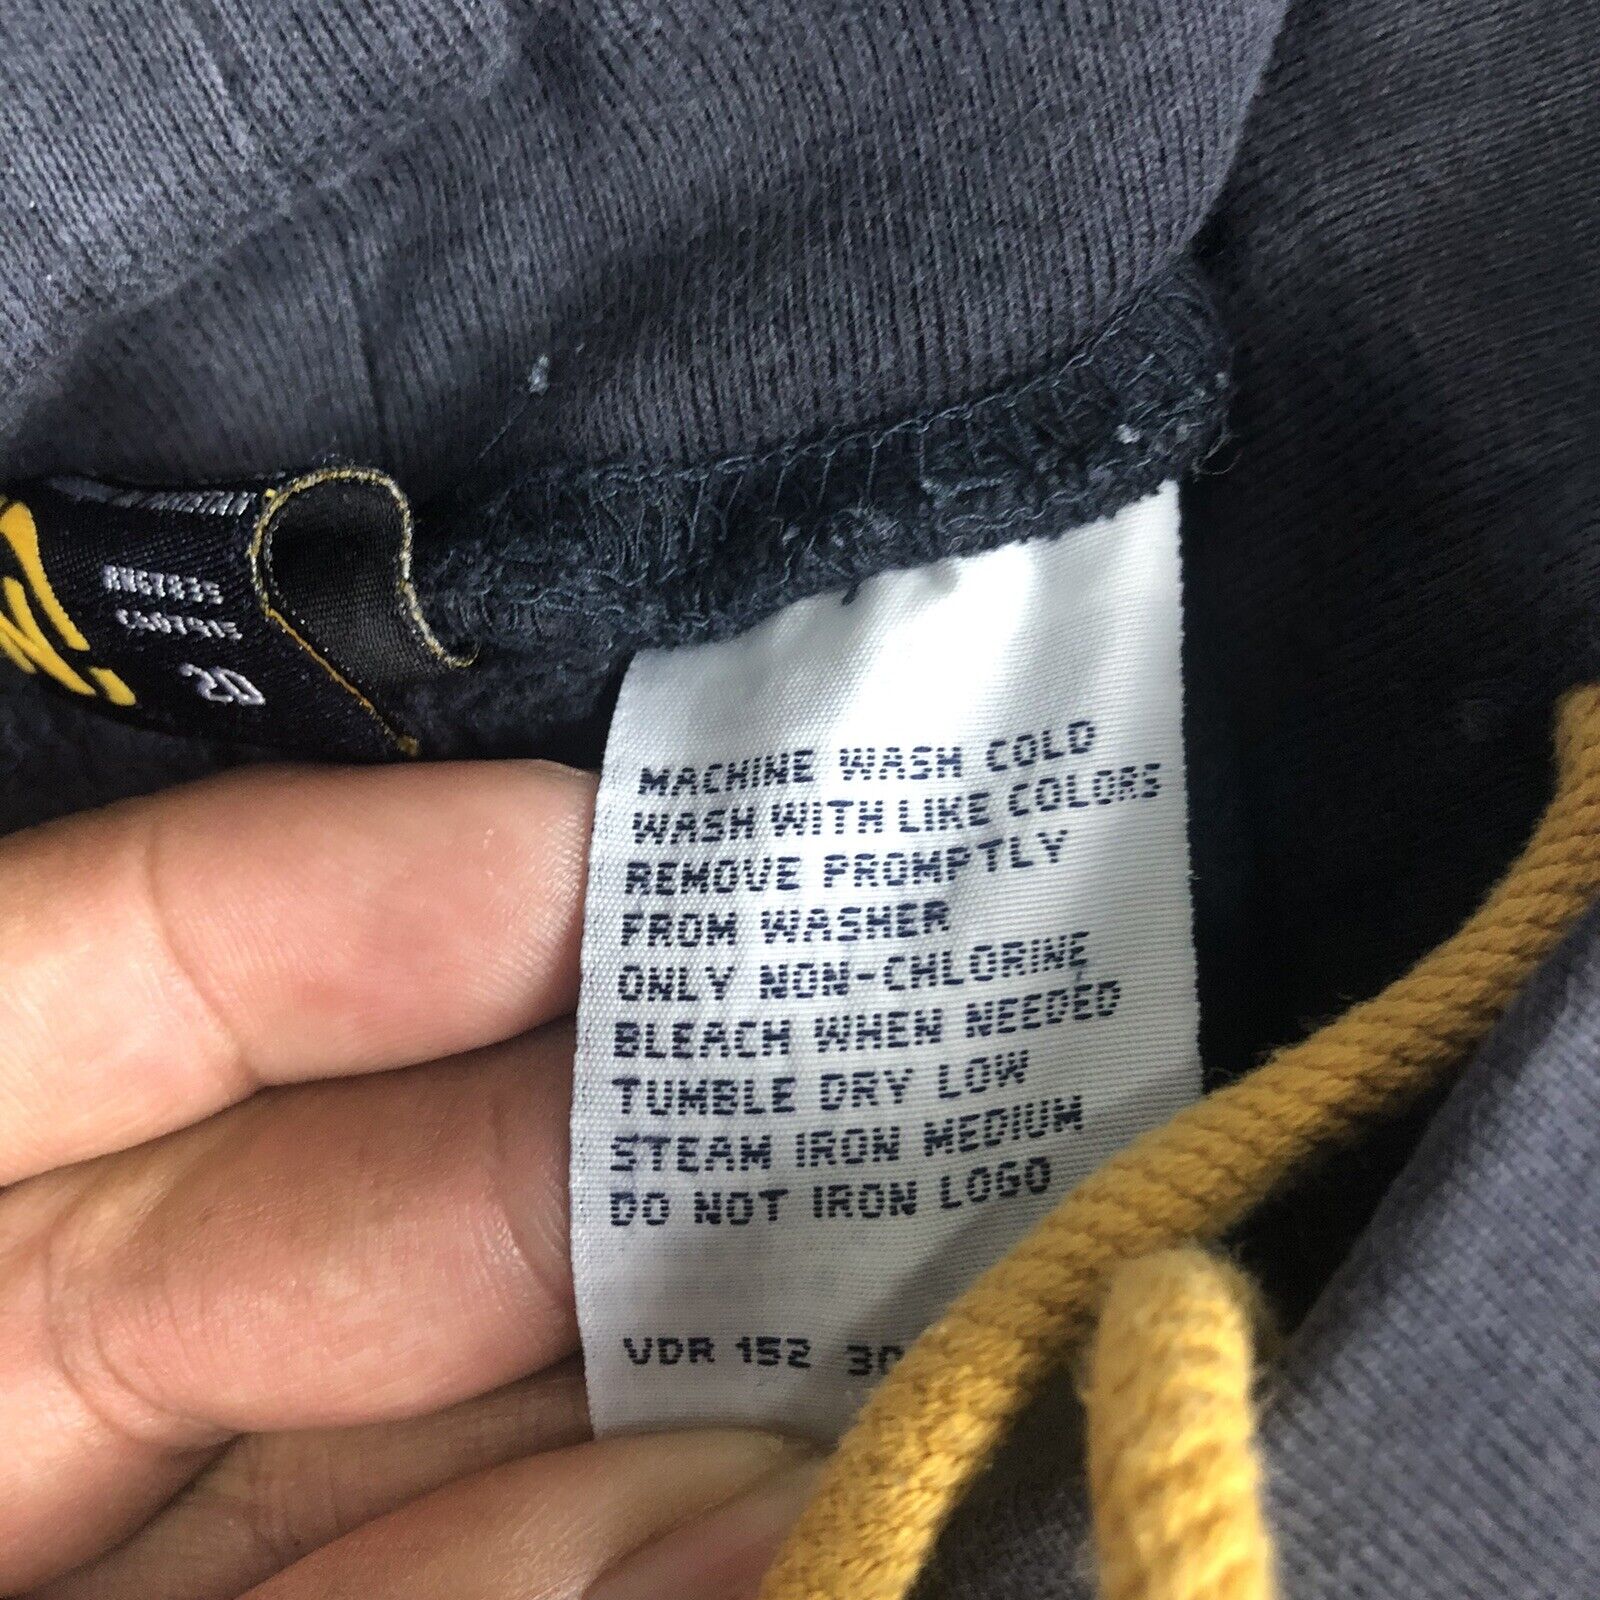 MACHINE WASH COLD
WASH WITH LIKE COLORS
REMOVE PROMPTLY
FROM WASHER
ONLY NON-CHLORINE
BLEACH WHEN NEEDED
TUMBLE DRY LOW
STEAM IRON MEDIUM
DO NOT IRON LOGO
VDR 152 30